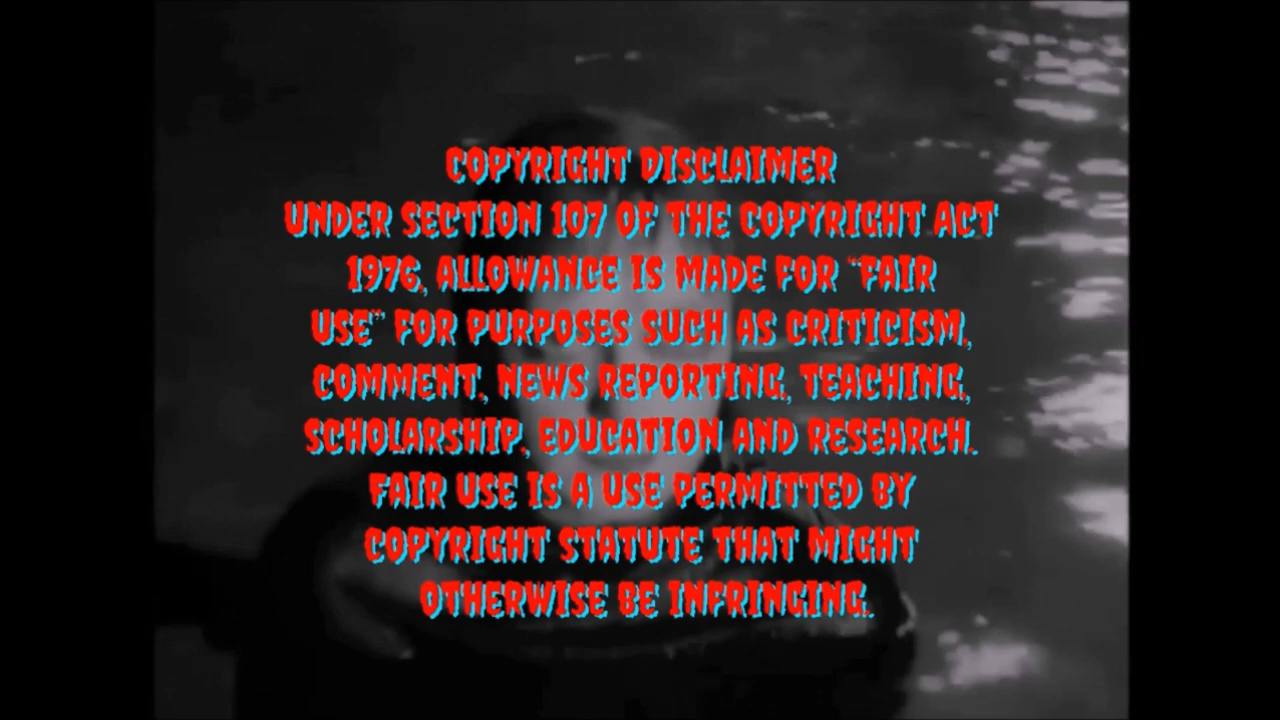 COPYRIGHT DISCLAIMER
UNDER SECTION 107 OF THE COPYRIGHT ACT
1976, ALLOWANCE IS MADE FOR “FAIR
USE” FOR PURPOSES SUCH AS CRITICISM,
COMMENT, NEWS REPORTING, TEACHING,
SCHOLARSHIP, EDUCATION AND RESEARCH.
FAIR USE IS A USE PERMITTED BY
COPYRIGHT STATUTE THAT MIGHT
OTHERWISE BE INFRINGING.